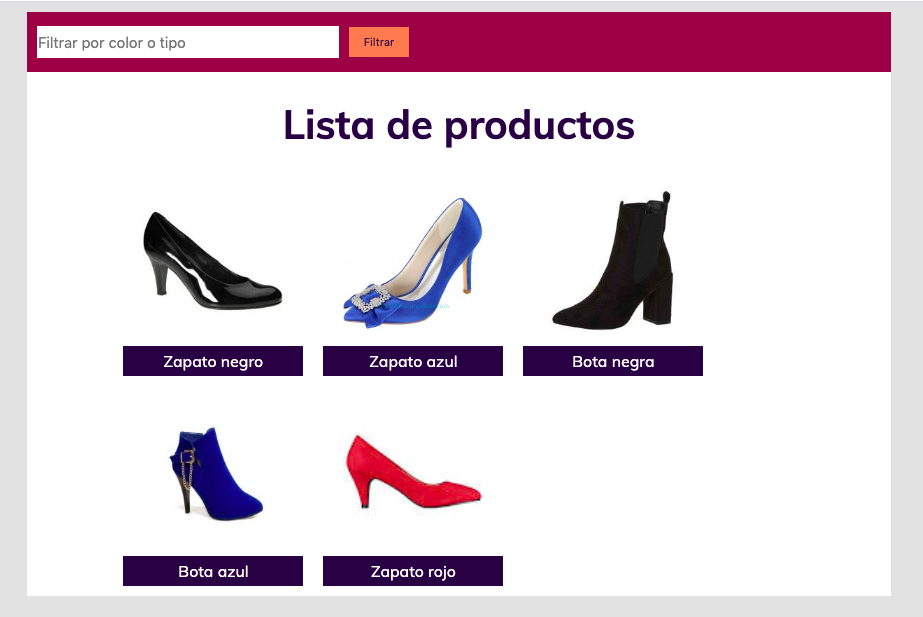 Filtrar por color o tipo
Filtrar
Lista de productos
Zapato negro
Zapato azul
Bota negra
Bota azul
Zapato rojo